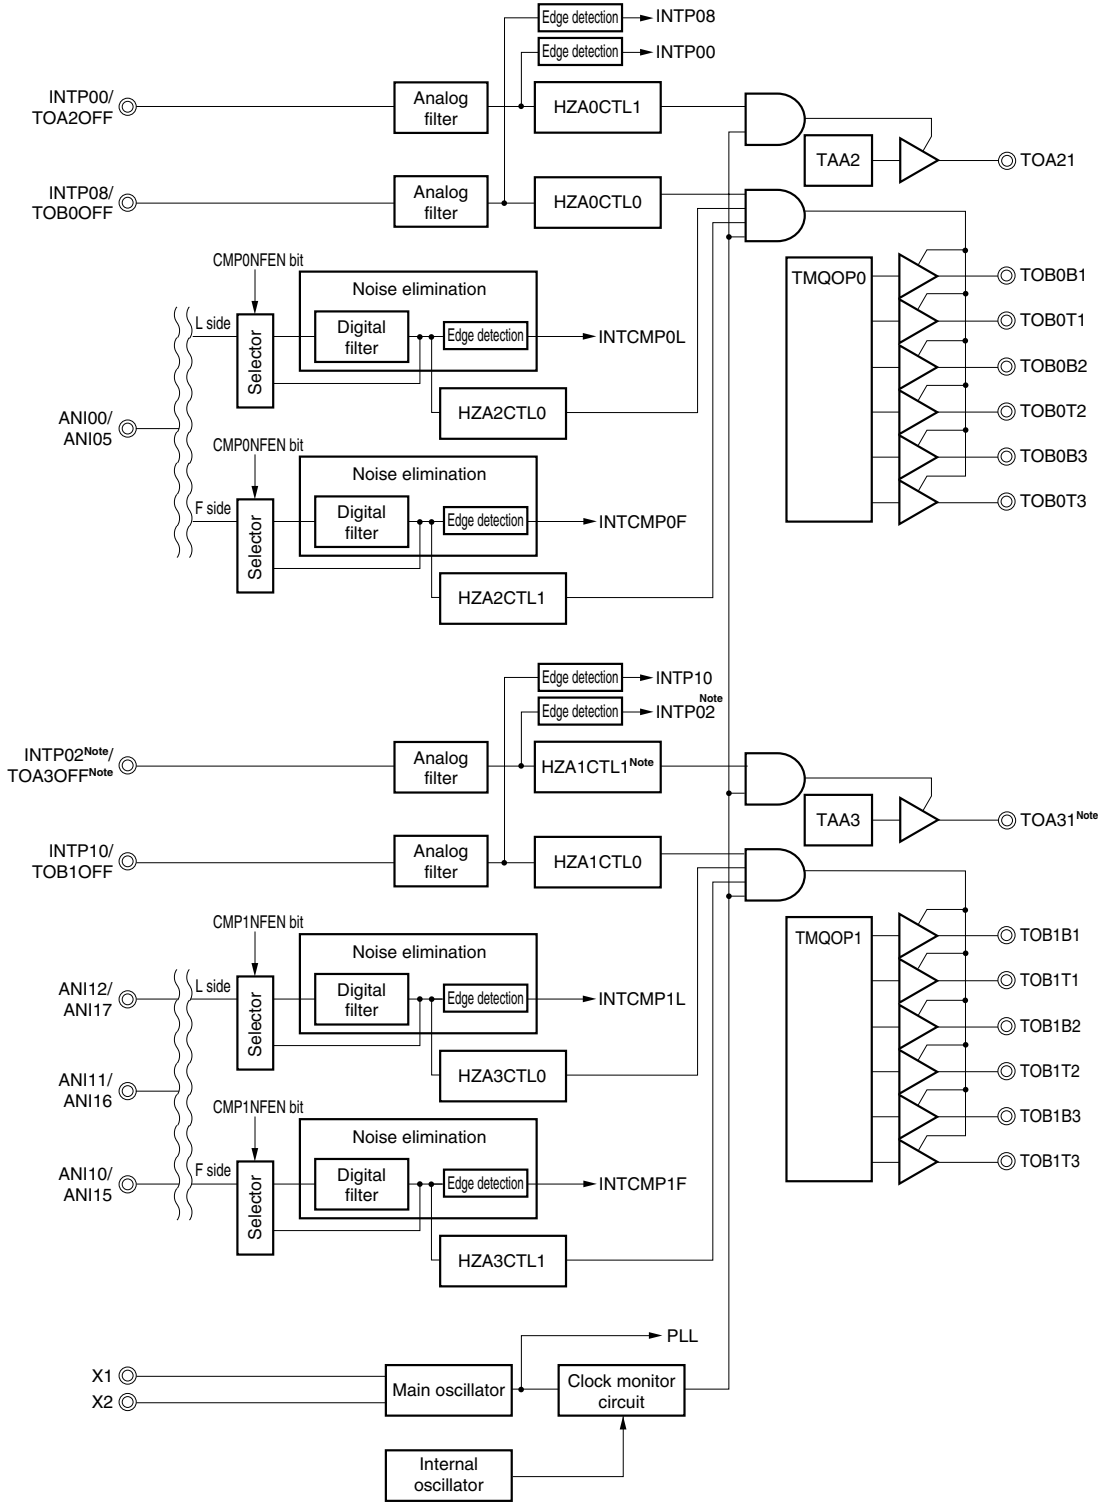 Edge detection
INTP08
Edge detection
INTP00
INTP00/
TOA2OFF
Analog
filter
HZA0CTL1
TAA2
TOA21
INTP08/
TOB0OFF
Analog
filter
HZA0CTL0
CMP0NFEN bit
Noise elimination
L side
Selector
Digital
filter
Edge detection
INTCMP0L
HZA2CTL0
ANI00/
ANI05
CMP0NFEN bit
Noise elimination
F side
Selector
Digital
filter
Edge detection
INTCMP0F
HZA2CTL1
TMQOP0
TOB0B1
TOB0T1
TOB0B2
TOB0T2
TOB0B3
TOB0T3
Edge detection
INTP10
Edge detection
INTP02Note
INTP02Note/
TOA3OFFNote
Analog
filter
HZA1CTL1Note
TAA3
TOA31Note
INTP10/
TOB1OFF
Analog
filter
HZA1CTL0
CMP1NFEN bit
Noise elimination
ANI12/
ANI17
L side
Selector
Digital
filter
Edge detection
INTCMP1L
HZA3CTL0
ANI11/
ANI16
CMP1NFEN bit
Noise elimination
ANI10/
ANI15
F side
Selector
Digital
filter
Edge detection
INTCMP1F
HZA3CTL1
TMQOP1
TOB1B1
TOB1T1
TOB1B2
TOB1T2
TOB1B3
TOB1T3
PLL
X1
X2
Main oscillator
Clock monitor
circuit
Internal
oscillator